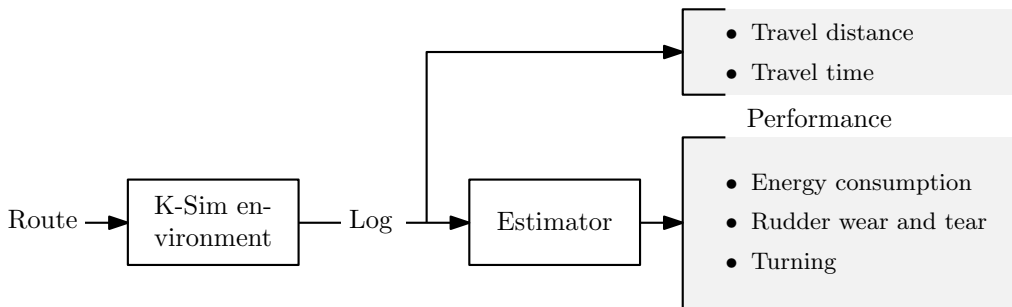 • Travel distance
• Travel time
Performance
Route
K-Sim en-
vironment
Log
Estimator
• Energy consumption
• Rudder wear and tear
• Turning